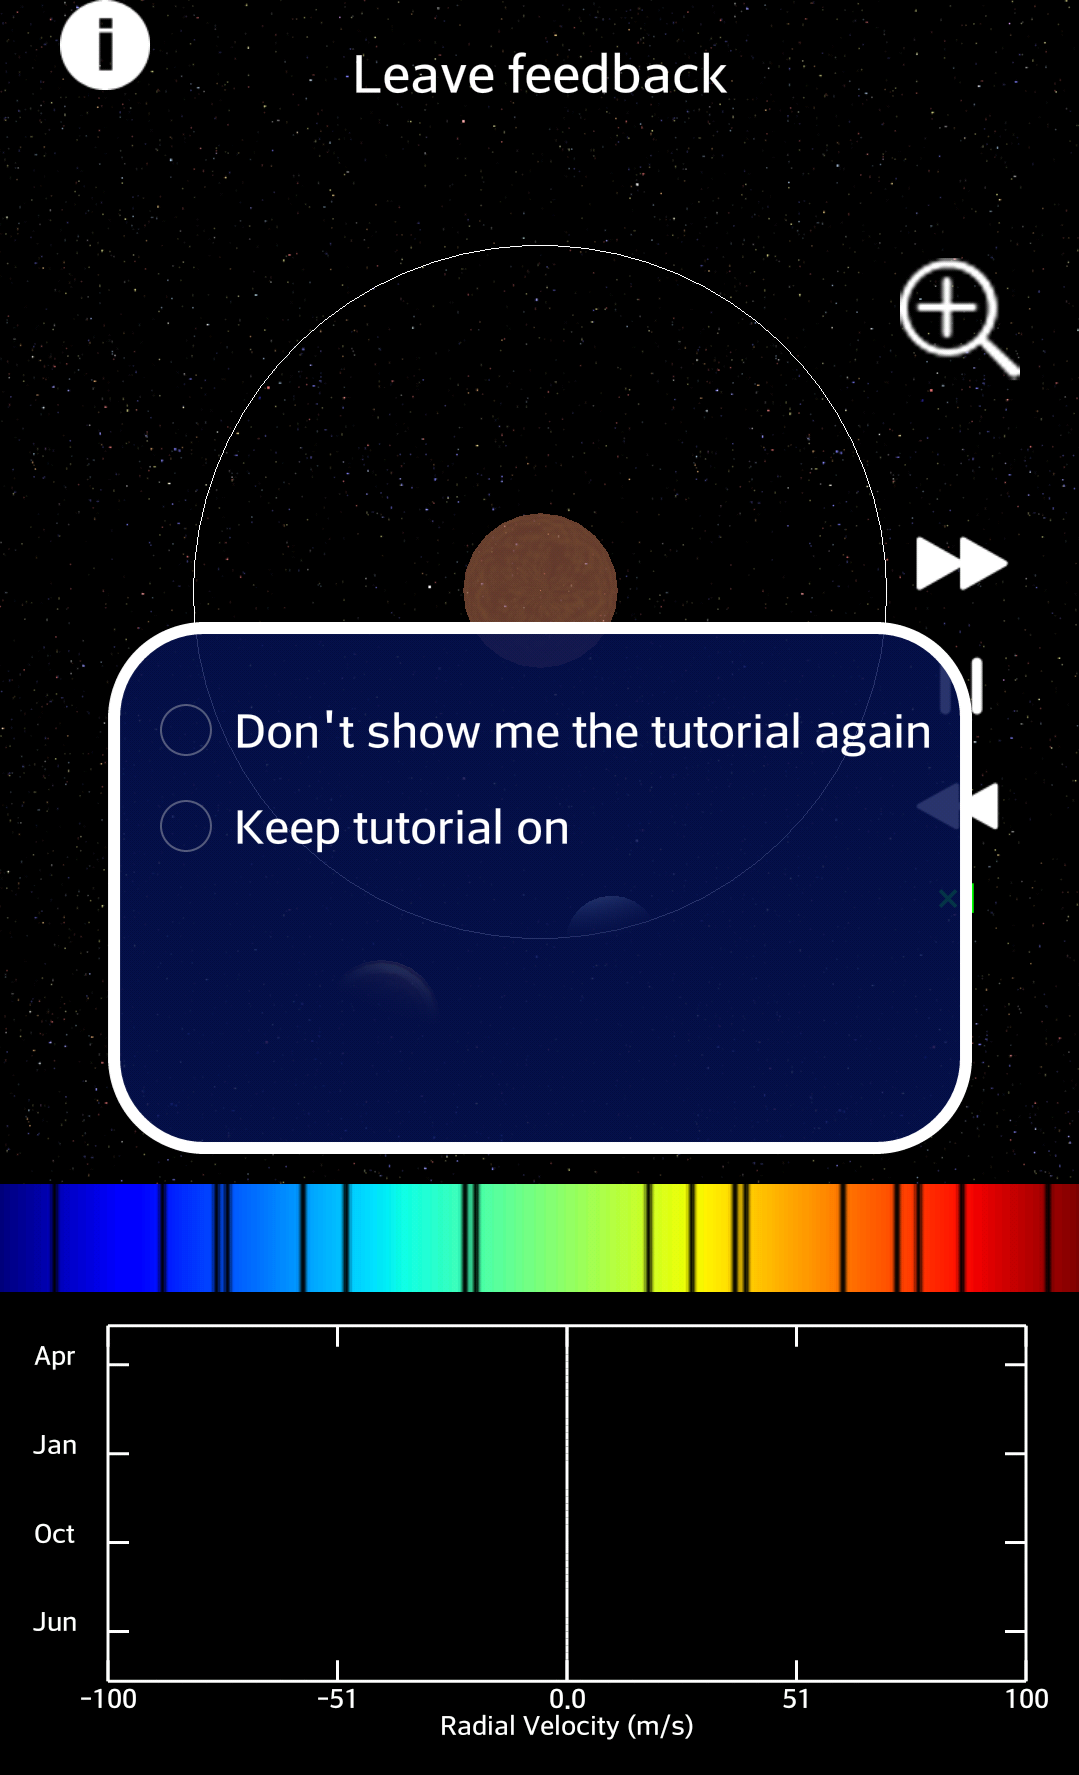 i
Leave feedback
Don't show me the tutorial again
Keep tutorial on
Apr
Jan
Oct
Jun
-100 -51 0.0 51 100
Radial Velocity (m/s)